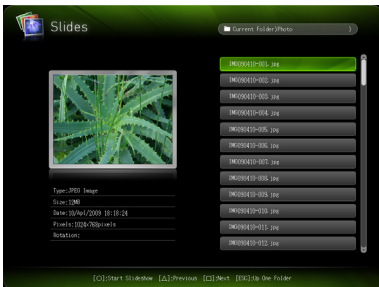 Slides
Current Folder)Photo )
IMG090410-001.jpg
IMG090410-002.jpg
IMG090410-003.jpg
IMG090410-004.jpg
IMG090410-005.jpg
IMG090410-006.jpg
IMG090410-007.jpg
IMG090410-008.jpg
IMG090410-009.jpg
IMG090410-010.jpg
IMG090410-011.jpg
IMG090410-012.jpg
Type:JPEG Image
Size:12MB
Date:10/Apl/2009 18:18:24
Pixels:1024x768pixels
Rotation:
[○]:Start Slideshow [△]:Previous [□]:Next [ESC]:Up One Folder